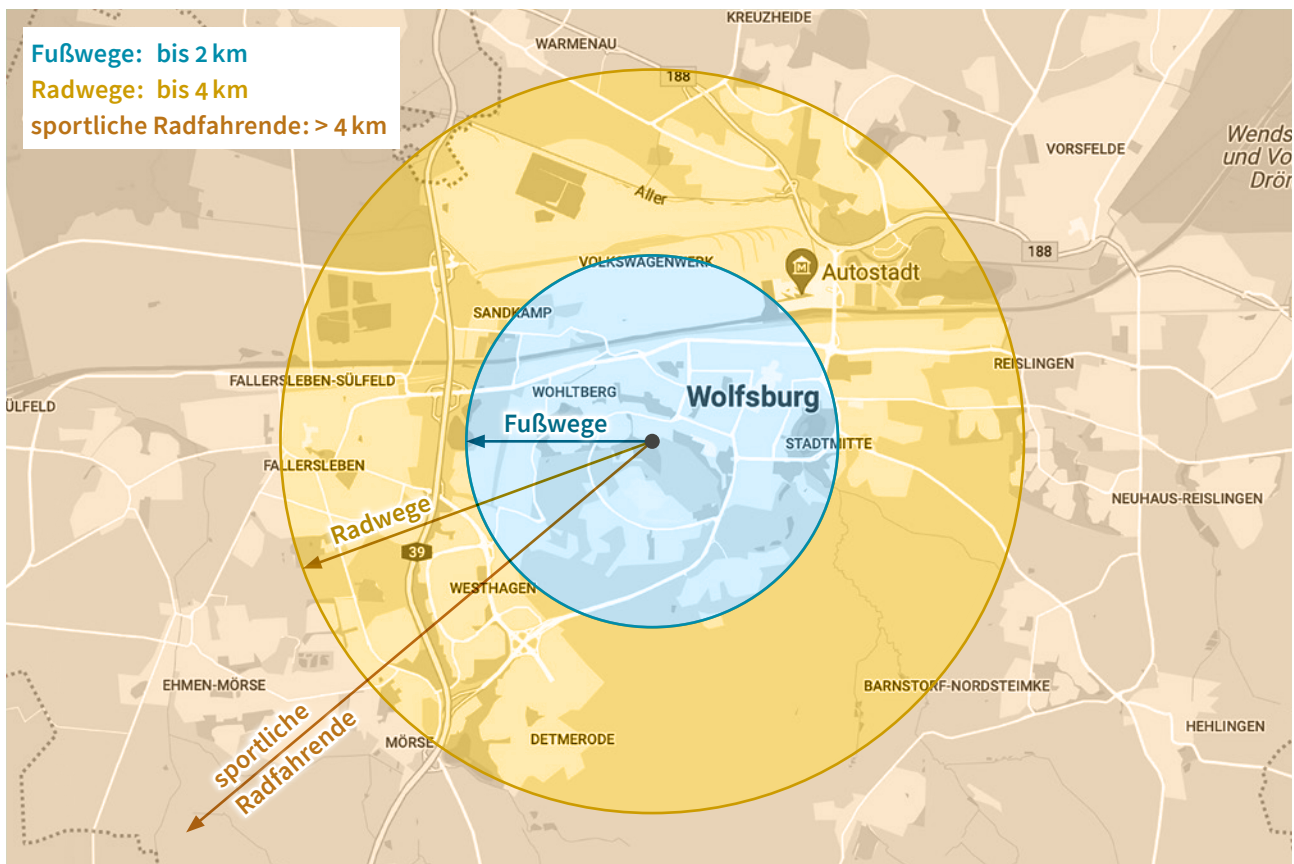 Fußwege: bis 2 km
Radwege: bis 4 km
sportliche Radfahrende: > 4 km
KREUZHEIDE
WARMENAU
188
VORSFELDE
Wends
und Vo
Drör
Aller
188
VOLKSWAGENWERK
Autostadt
SANDKAMP
REISLINGEN
FALLERSLEBEN-SÜLFELD
WOHLTBERG
Wolfsburg
ÜLFELD
Fußwege
STADTMITTE
FALLERSLEBEN
NEUHAUS-REISLINGEN
Radwege
39
WESTHAGEN
EHMEN-MÖRSE
BARNSTORF-NORDSTEIMKE
HEHLINGEN
sportliche
Radfahrende
MÖRSE
DETMERODE